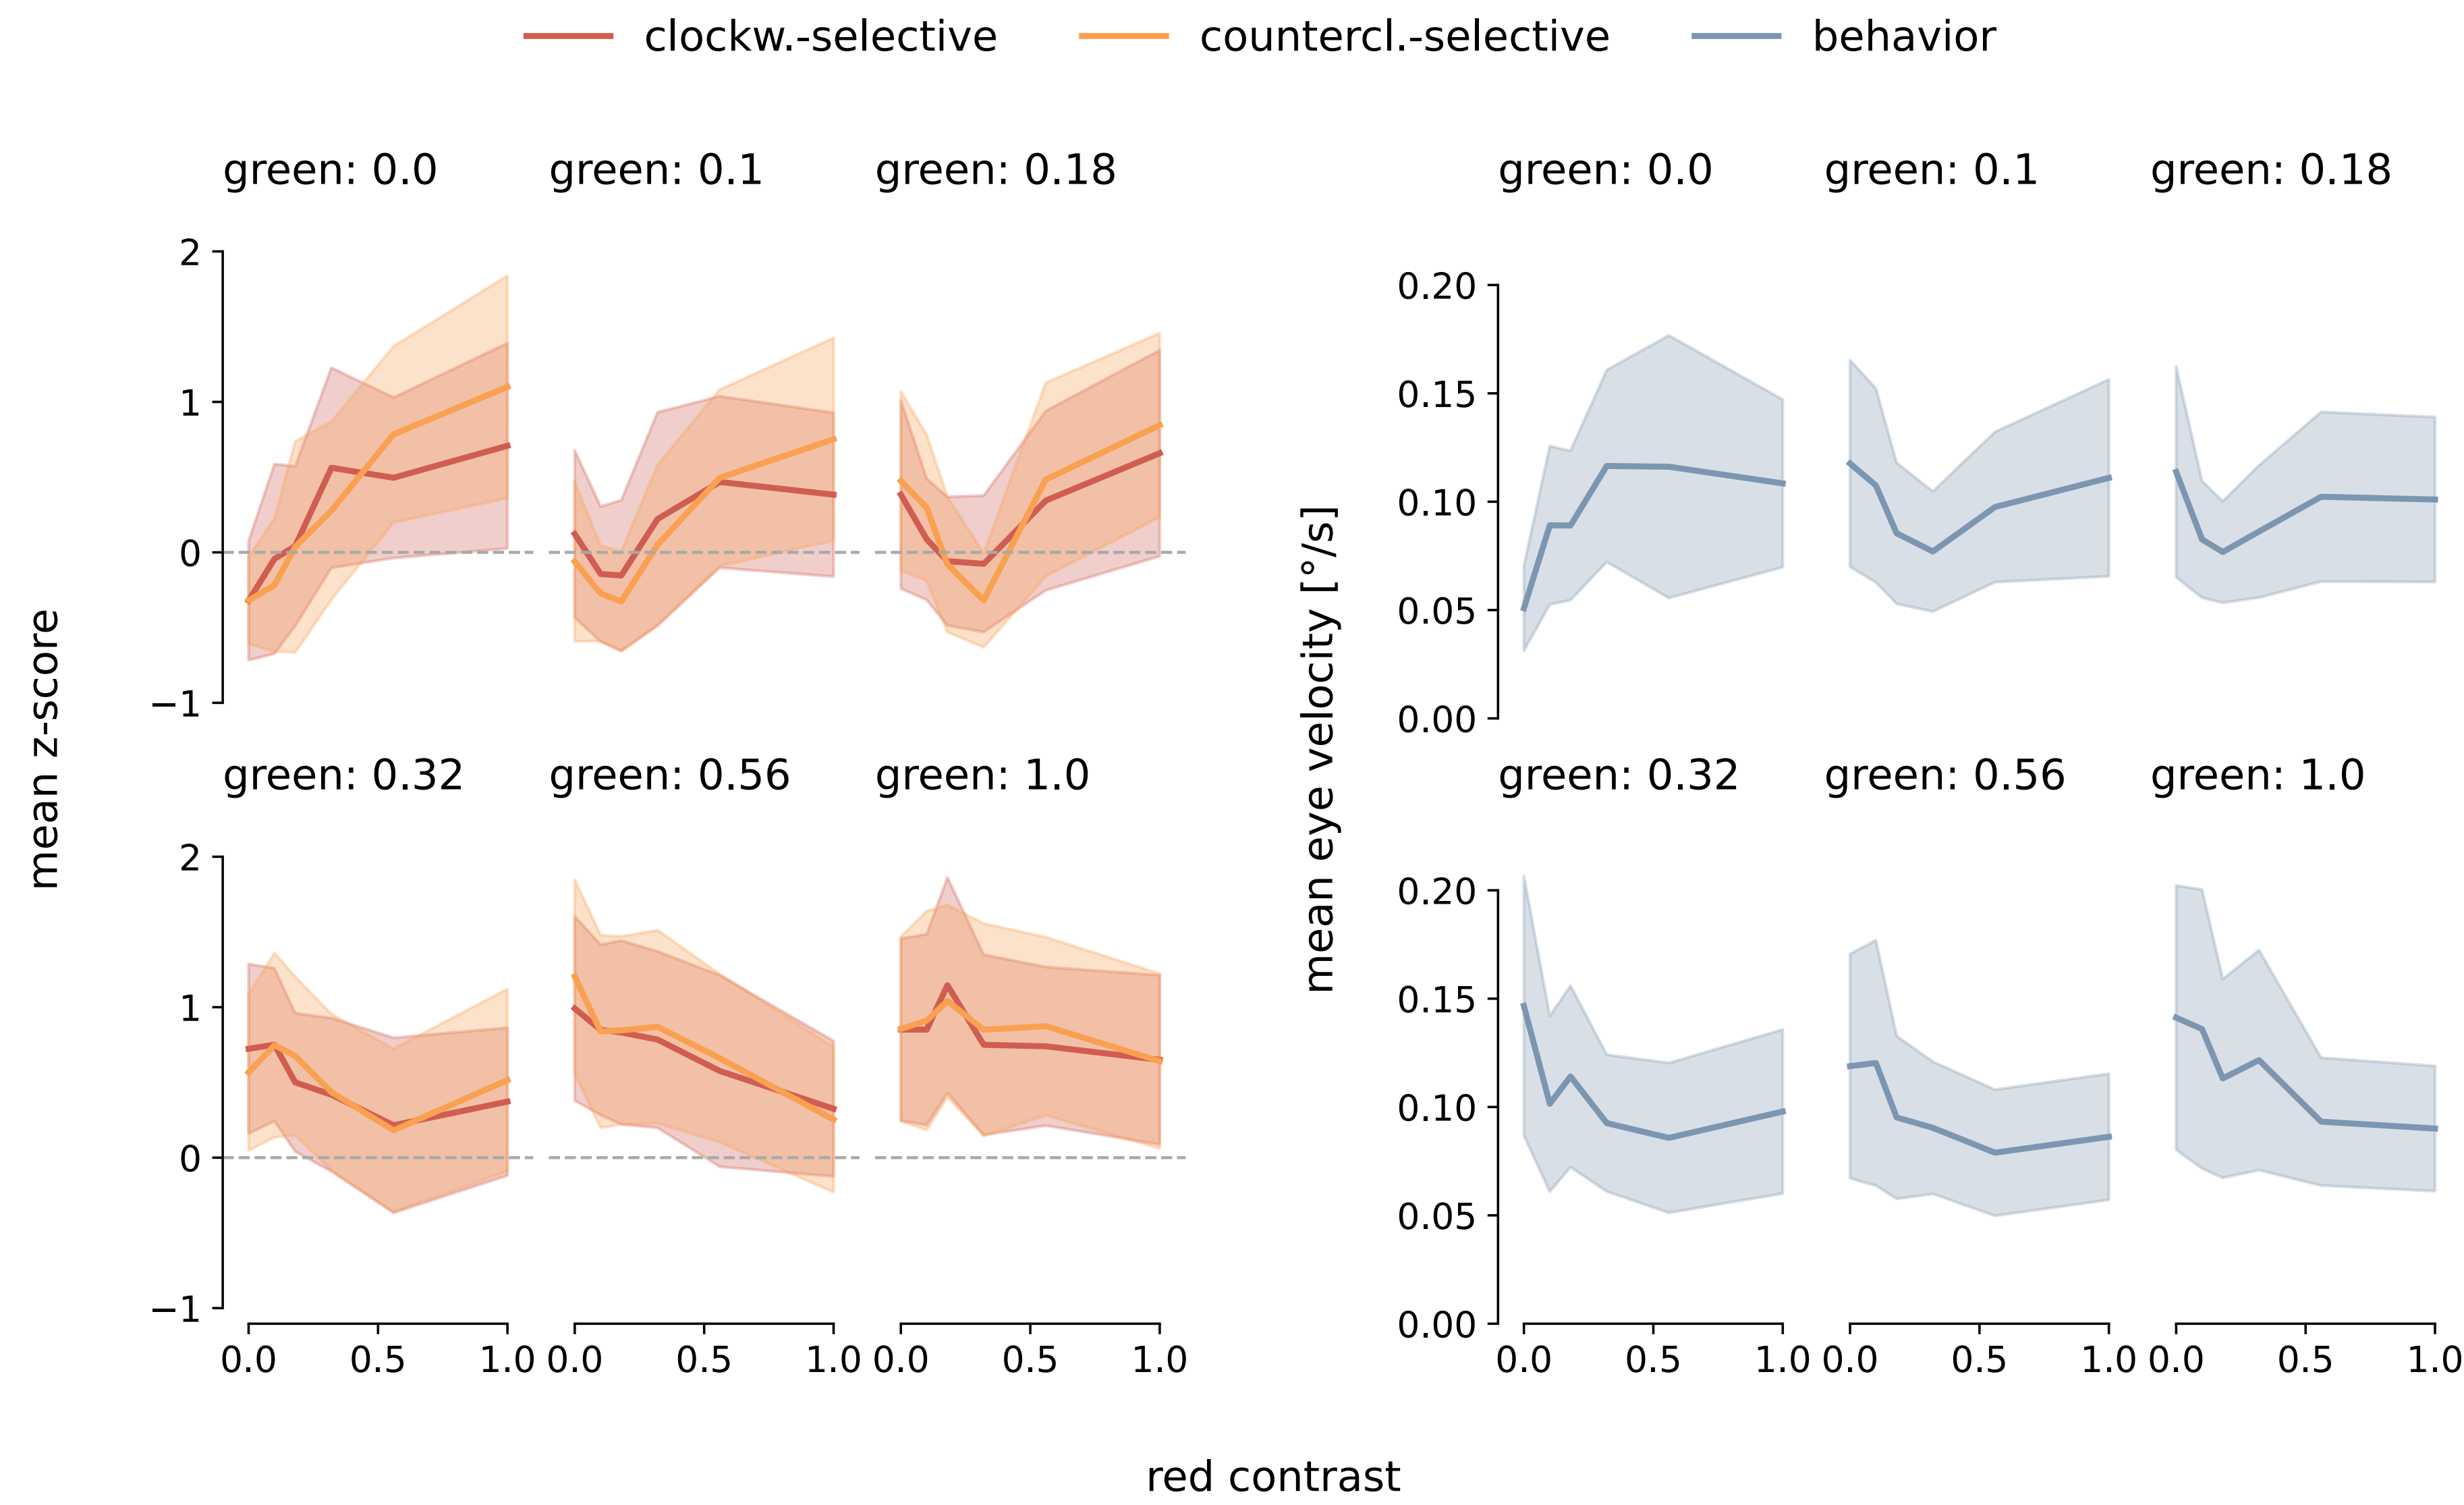 clockw.-selective countercl.-selective behavior
green: 0.0 green: 0.1 green: 0.18 green: 0.0 green: 0.1 green: 0.18
2
1
0
−1
0.20
0.15
0.10
0.05
0.00
mean z-score
mean eye velocity [°/s]
green: 0.32 green: 0.56 green: 1.0 green: 0.32 green: 0.56 green: 1.0
2
1
0
−1
0.20
0.15
0.10
0.05
0.00
0.0 0.5 1.0 0.0 0.5 1.0 0.0 0.5 1.0 0.0 0.5 1.0 0.0 0.5 1.0 0.0 0.5 1.0
red contrast